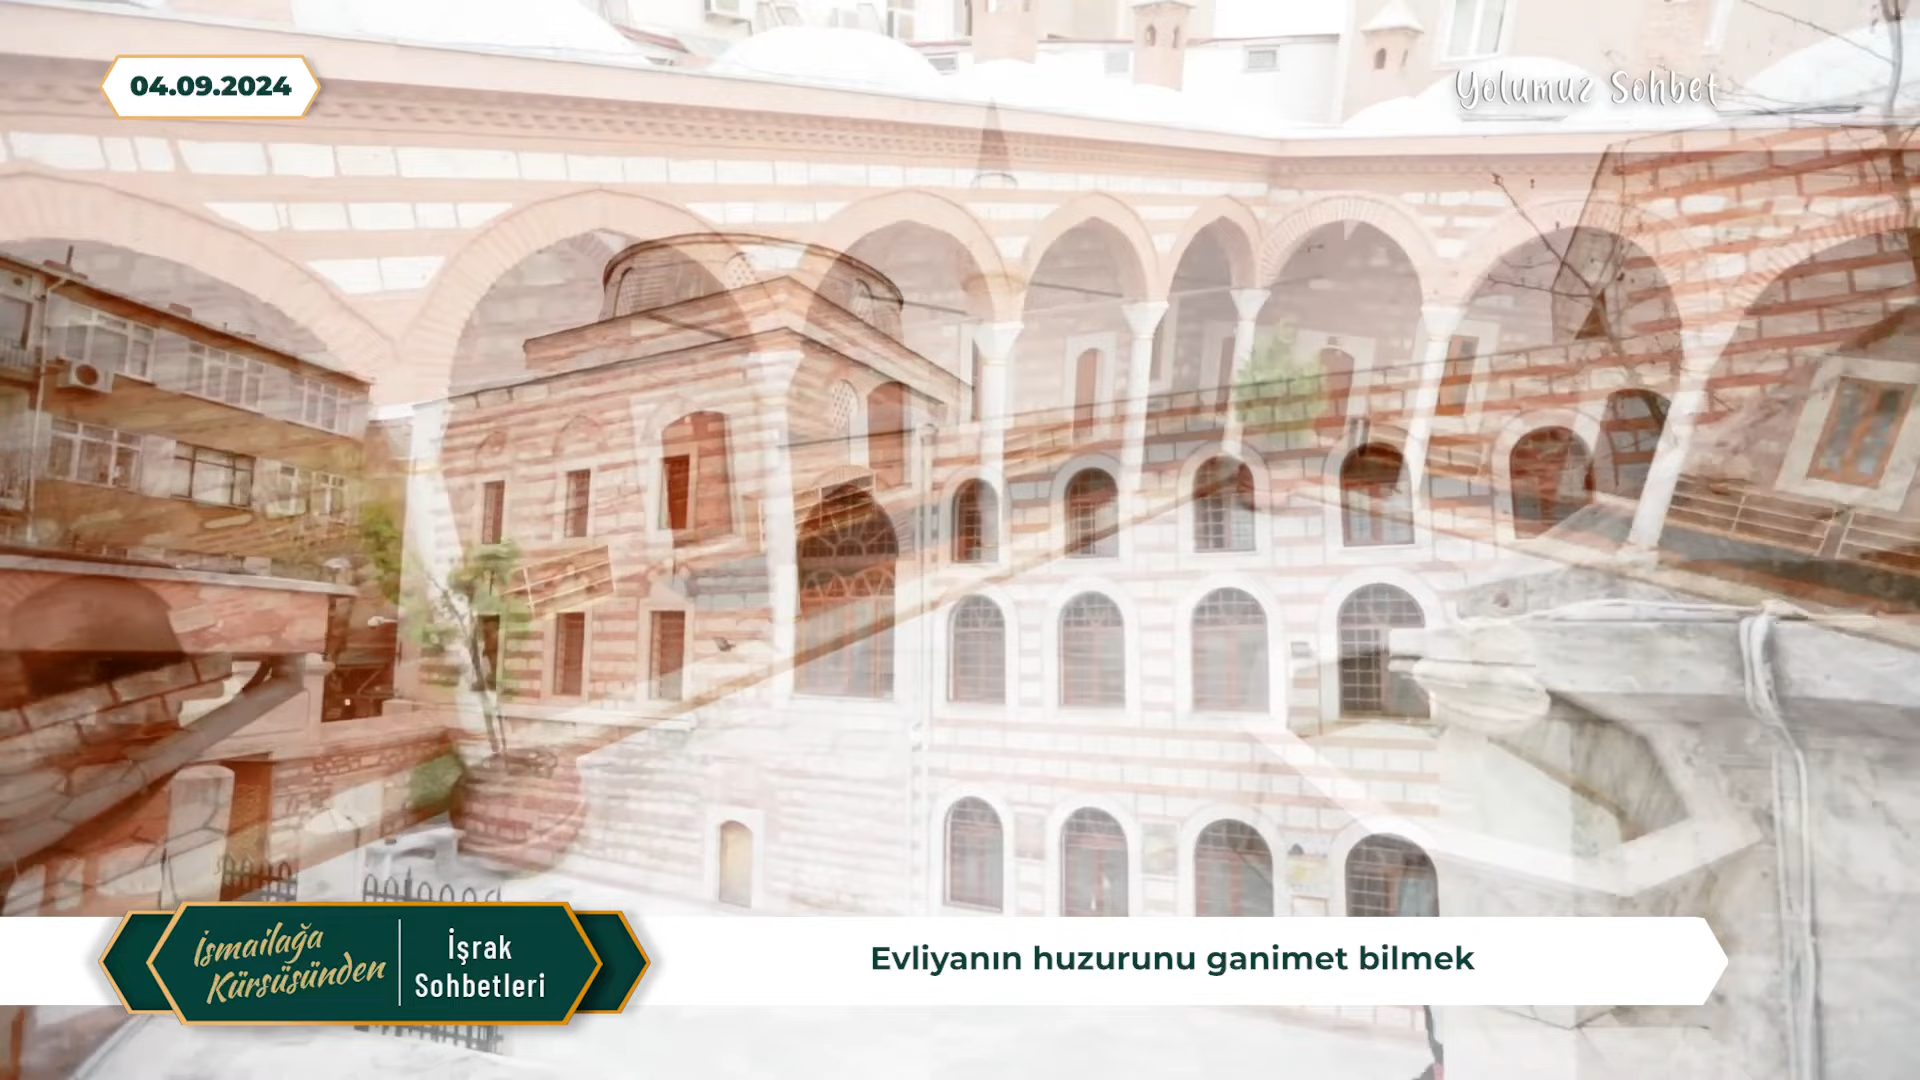 04.09.2024
Yolumuz Sohbet
İsmailağa
Kürsüsünden
İşrak
Sohbetleri
Evliyanın huzurunu ganimet bilmek